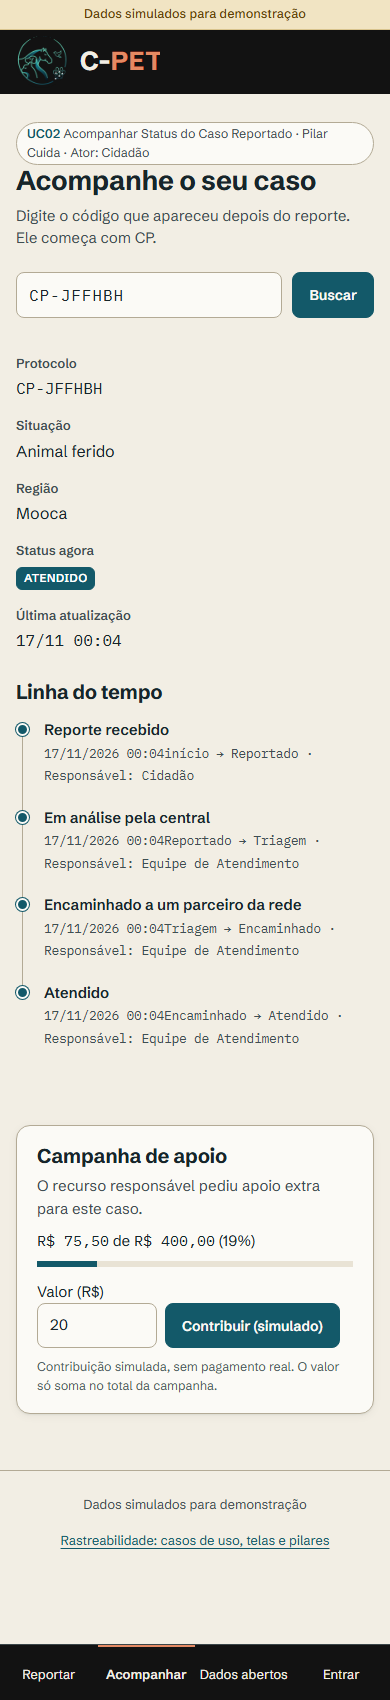 Dados simulados para demonstração
C-PET
UC02 Acompanhar Status do Caso Reportado · Pilar
Cuida · Ator: Cidadão
Acompanhe o seu caso
Digite o código que apareceu depois do reporte.
Ele começa com CP.
CP-JFFHBH
Buscar
Protocolo
CP-JFFHBH
Situação
Animal ferido
Região
Mooca
Status agora
ATENDIDO
Última atualização
17/11 00:04
Linha do tempo
Reporte recebido
17/11/2026 00:04início → Reportado ·
Responsável: Cidadão
Em análise pela central
17/11/2026 00:04Reportado → Triagem ·
Responsável: Equipe de Atendimento
Encaminhado a um parceiro da rede
17/11/2026 00:04Triagem → Encaminhado ·
Responsável: Equipe de Atendimento
Atendido
17/11/2026 00:04Encaminhado → Atendido ·
Responsável: Equipe de Atendimento
Campanha de apoio
O recurso responsável pediu apoio extra
para este caso.
R$ 75,50 de R$ 400,00 (19%)
Valor (R$)
20
Contribuir (simulado)
Contribuição simulada, sem pagamento real. O valor
só soma no total da campanha.
Dados simulados para demonstração
Rastreabilidade: casos de uso, telas e pilares
Reportar
Acompanhar
Dados abertos
Entrar